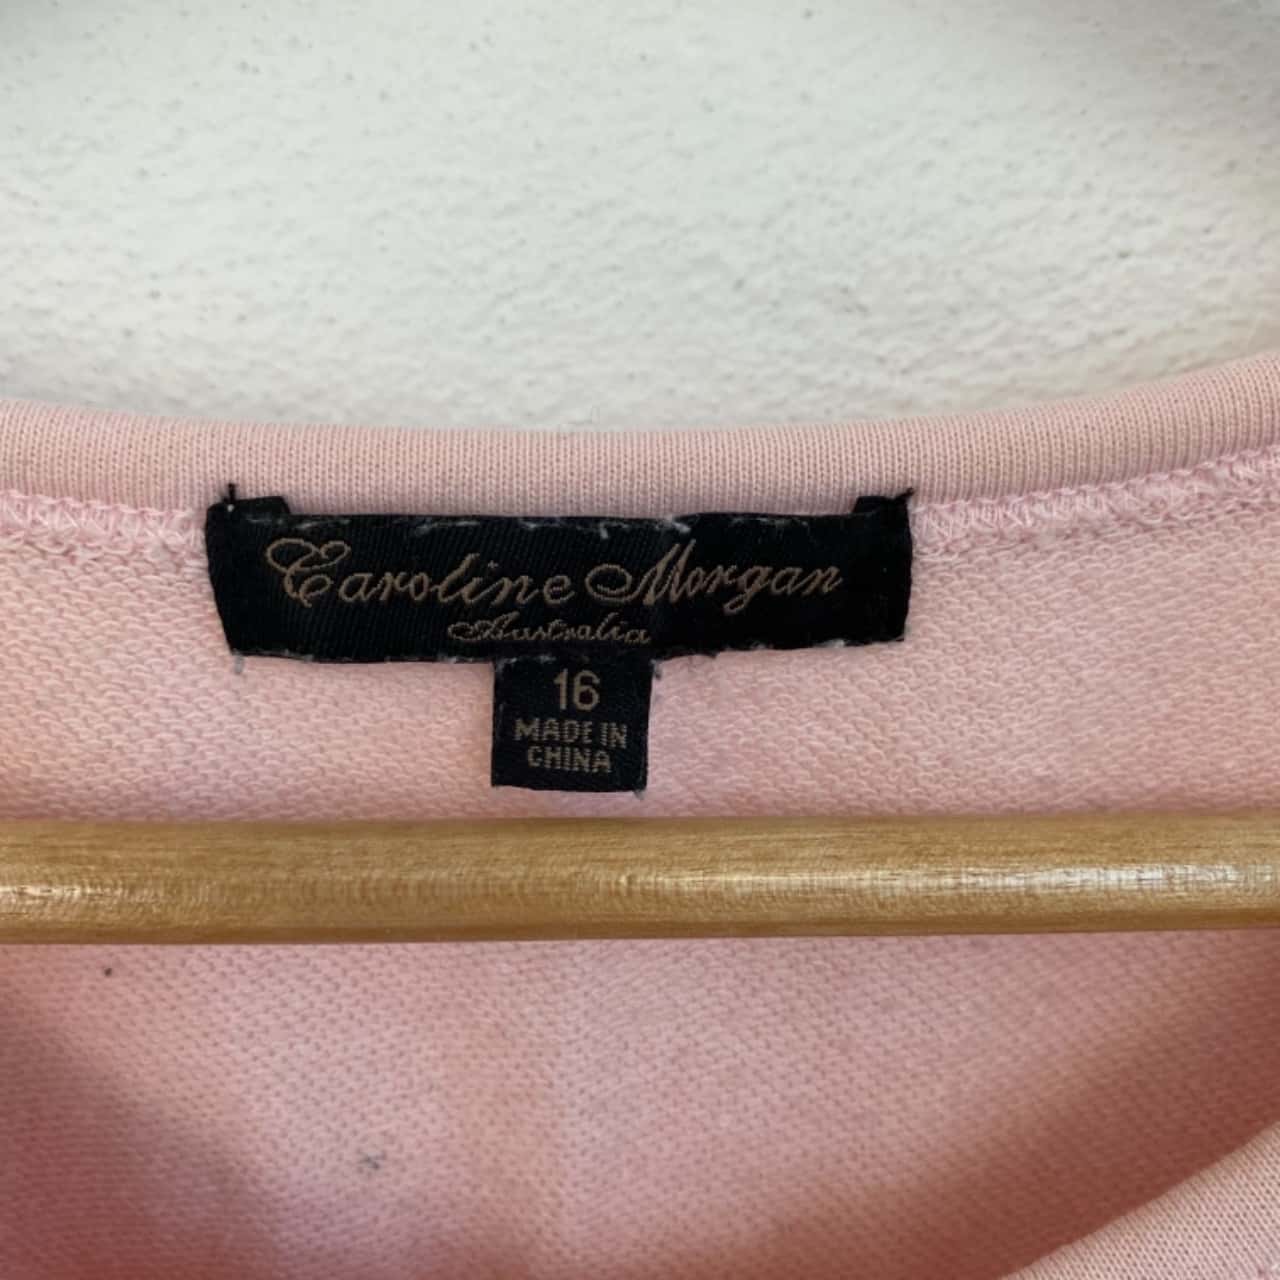 Caroline Morgan
Australia
16
MADE IN
CHINA